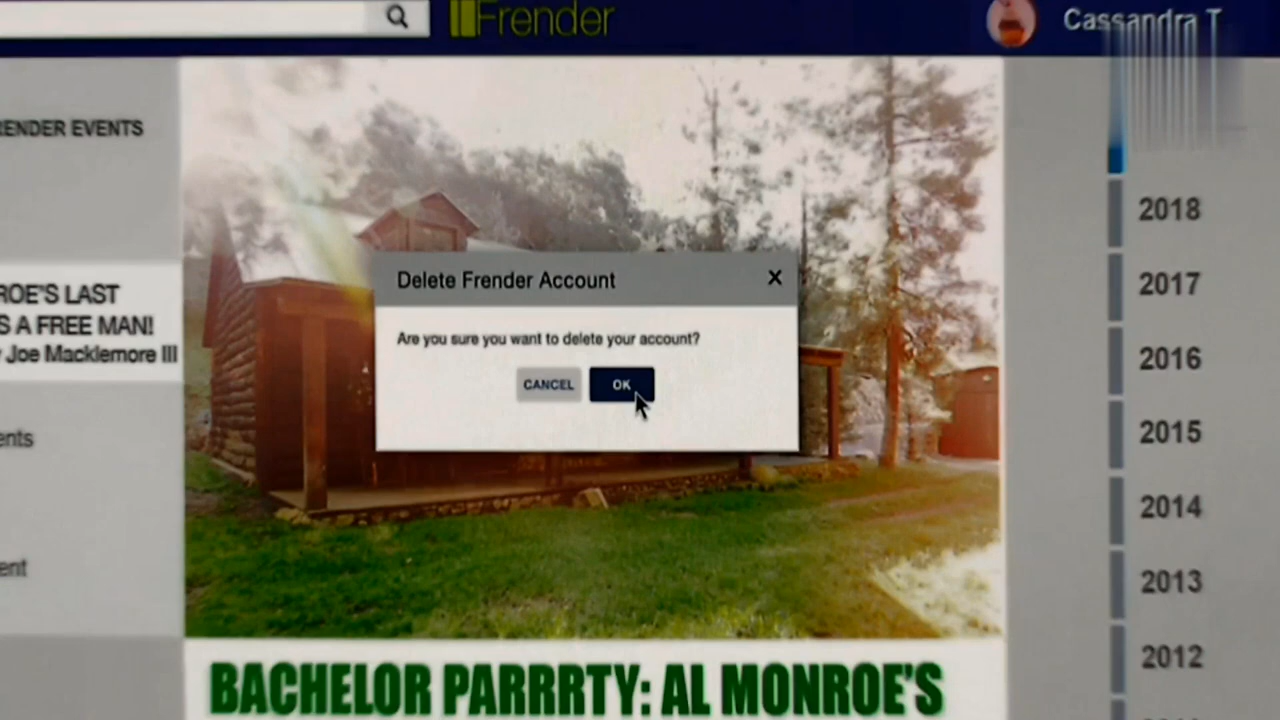 Frender
Cassandra T
RENDER EVENTS
ROE'S LAST
S A FREE MAN!
Joe Macklemore III
ents
ent
Delete Frender Account
Are you sure you want to delete your account?
CANCEL
OK
BACHELOR PARRRTY: AL MONROE'S
2018
2017
2016
2015
2014
2013
2012